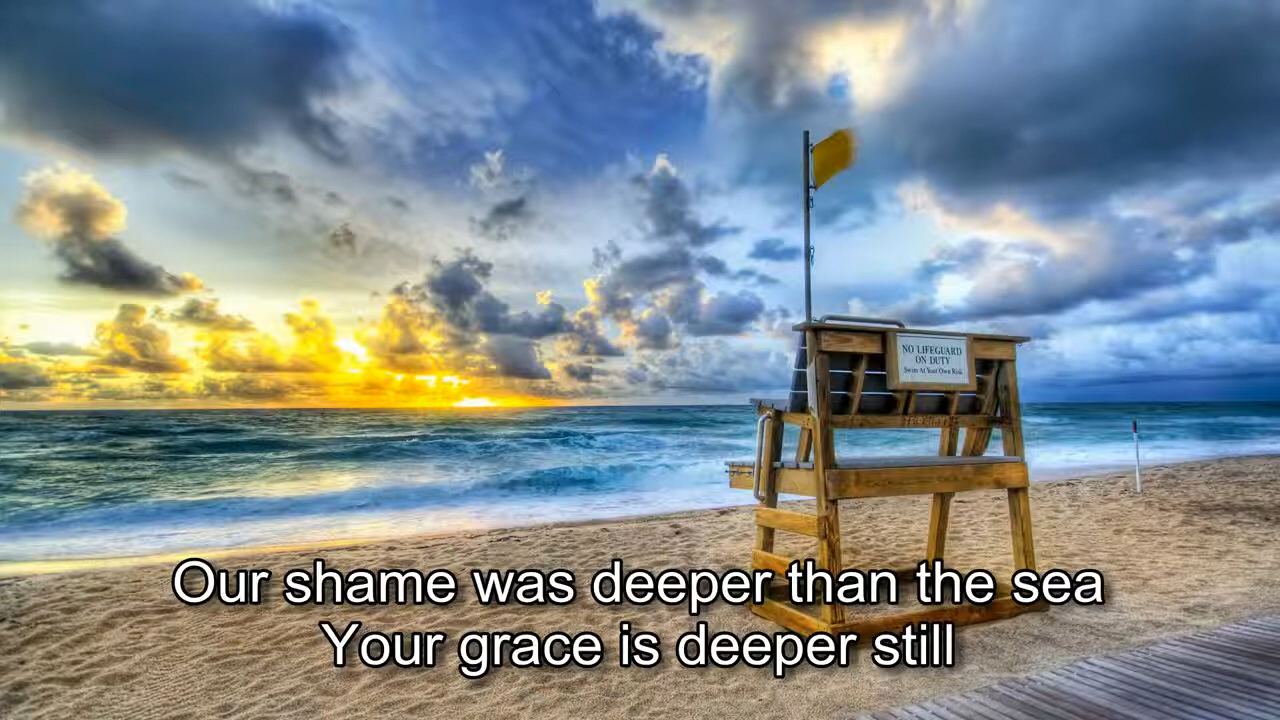 NO LIFEGUARD
ON DUTY
Swim At Your Own Risk
Our shame was deeper than the sea
Your grace is deeper still